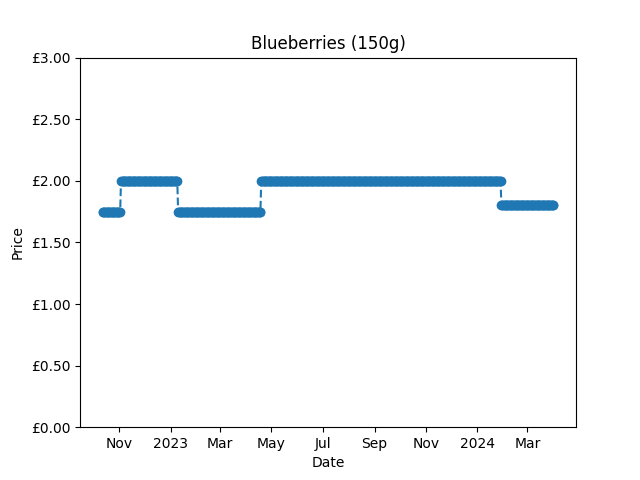 Blueberries (150g)
£3.00
£2.50
£2.00
£1.50
£1.00
£0.50
£0.00
Price
Nov 2023 Mar May Jul Sep Nov 2024 Mar
Date